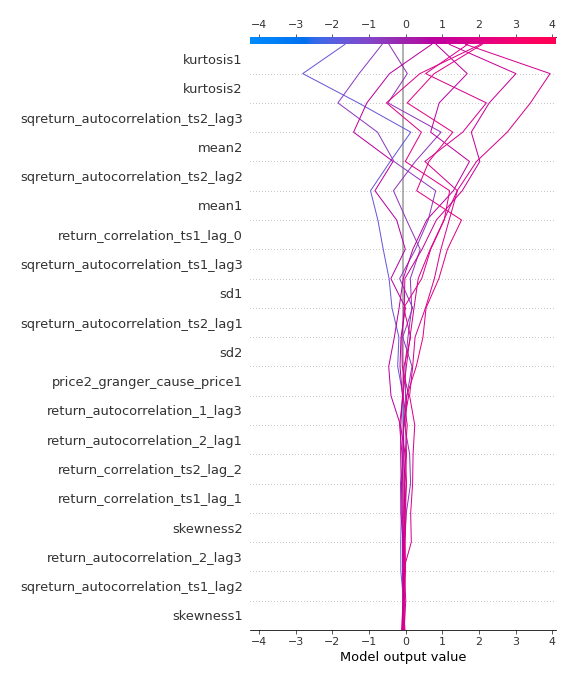 −4 −3 −2 −1 0 1 2 3 4
kurtosis1
kurtosis2
sqreturn_autocorrelation_ts2_lag3
mean2
sqreturn_autocorrelation_ts2_lag2
mean1
return_correlation_ts1_lag_0
sqreturn_autocorrelation_ts1_lag3
sd1
sqreturn_autocorrelation_ts2_lag1
sd2
price2_granger_cause_price1
return_autocorrelation_1_lag3
return_autocorrelation_2_lag1
return_correlation_ts2_lag_2
return_correlation_ts1_lag_1
skewness2
return_autocorrelation_2_lag3
sqreturn_autocorrelation_ts1_lag2
skewness1
−4 −3 −2 −1 0 1 2 3 4
Model output value